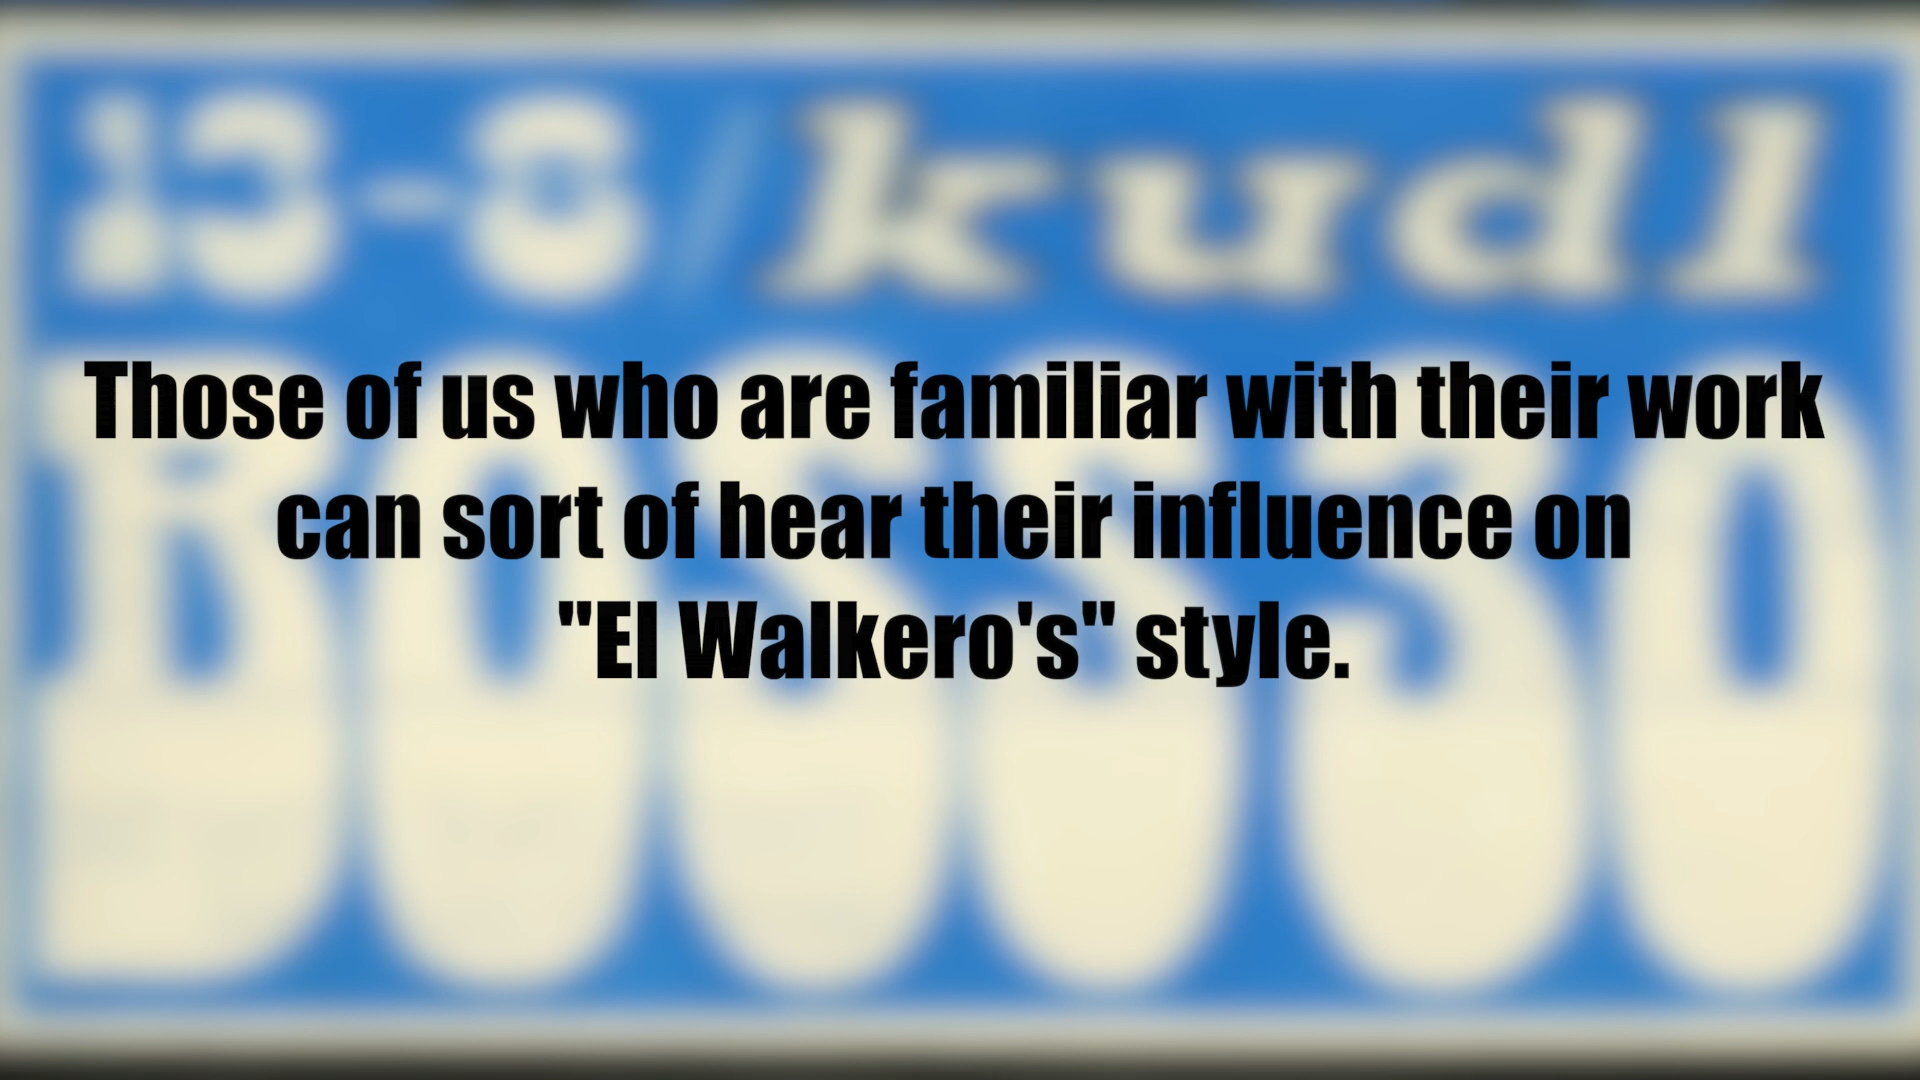 kudl
Those of us who are familiar with their work
can sort of hear their influence on
"El Walkero's" style.